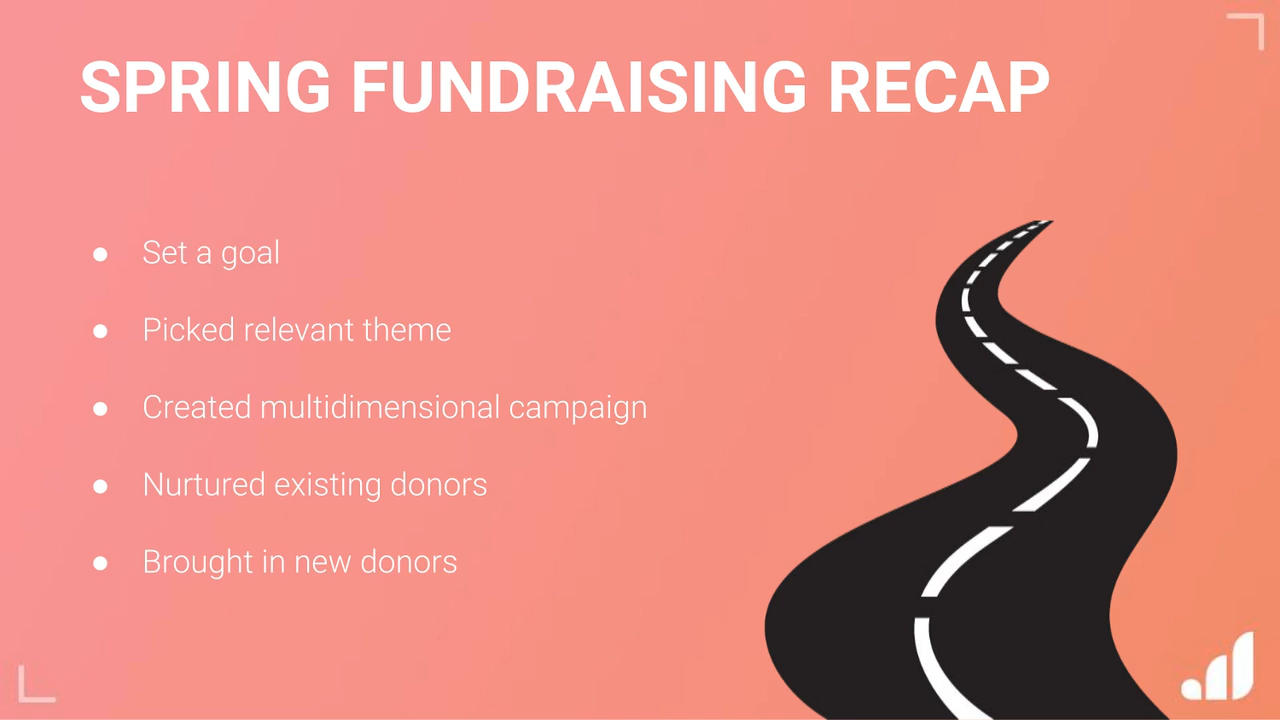 SPRING FUNDRAISING RECAP
● Set a goal
● Picked relevant theme
● Created multidimensional campaign
● Nurtured existing donors
● Brought in new donors